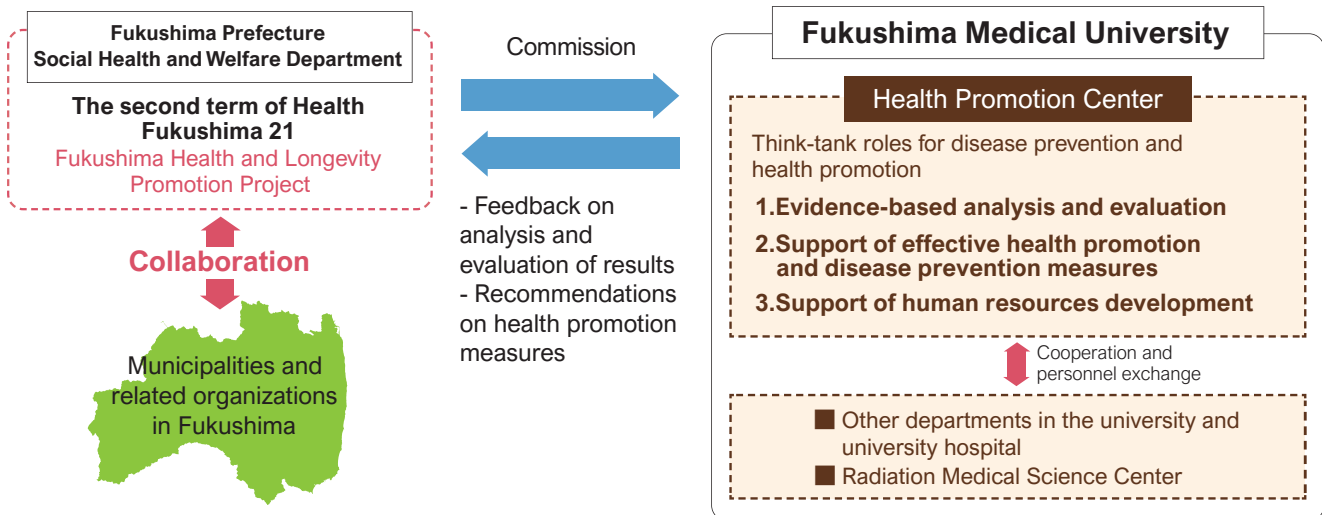 Fukushima Prefecture
Social Health and Welfare Department
The second term of Health
Fukushima 21
Fukushima Health and Longevity
Promotion Project
Collaboration
Municipalities and
related organizations
in Fukushima
Commission
- Feedback on
analysis and
evaluation of results
- Recommendations
on health promotion
measures
Fukushima Medical University
Health Promotion Center
Think-tank roles for disease prevention and
health promotion
1.Evidence-based analysis and evaluation
2.Support of effective health promotion
and disease prevention measures
3.Support of human resources development
Cooperation and
personnel exchange
■ Other departments in the university and
university hospital
■ Radiation Medical Science Center